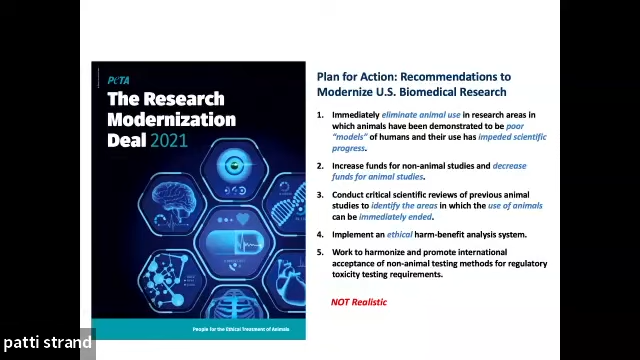 PETA
The Research
Modernization
Deal 2021
People for the Ethical Treatment of Animals
Plan for Action: Recommendations to
Modernize U.S. Biomedical Research
1. Immediately eliminate animal use in research areas in
which animals have been demonstrated to be poor
"models" of humans and their use has impeded scientific
progress.
2. Increase funds for non-animal studies and decrease
funds for animal studies.
3. Conduct critical scientific reviews of previous animal
studies to identify the areas in which the use of animals
can be immediately ended.
4. Implement an ethical harm-benefit analysis system.
5. Work to harmonize and promote international
acceptance of non-animal testing methods for regulatory
toxicity testing requirements.
NOT Realistic
patti strand